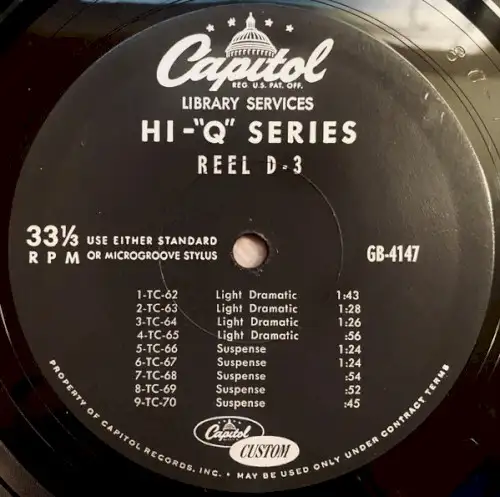 Capitol
REG. U.S. PAT. OFF.
LIBRARY SERVICES
HI-"Q" SERIES
REEL D-3
33⅓ USE EITHER STANDARD
RPM OR MICROGROOVE STYLUS
GB-4147
1-TC-62 Light Dramatic 1:43
2-TC-63 Light Dramatic 1:28
3-TC-64 Light Dramatic 1:26
4-TC-65 Light Dramatic :56
5-TC-66 Suspense 1:24
6-TC-67 Suspense 1:24
7-TC-68 Suspense :54
8-TC-69 Suspense :52
9-TC-70 Suspense :45
Capitol
CUSTOM
PROPERTY OF CAPITOL RECORDS, INC. • MAY BE USED ONLY UNDER CONTRACT TERMS